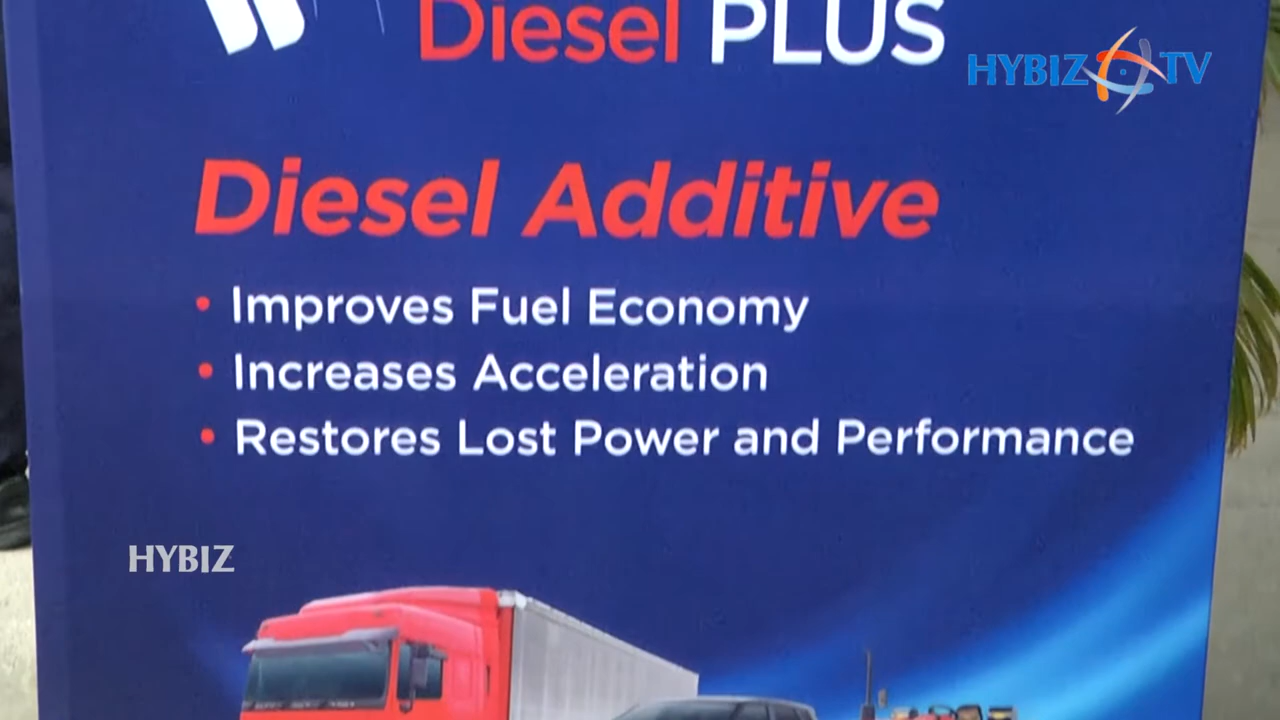 Diesel PLUS
HYBIZ TV
Diesel Additive
• Improves Fuel Economy
• Increases Acceleration
• Restores Lost Power and Performance
HYBIZ